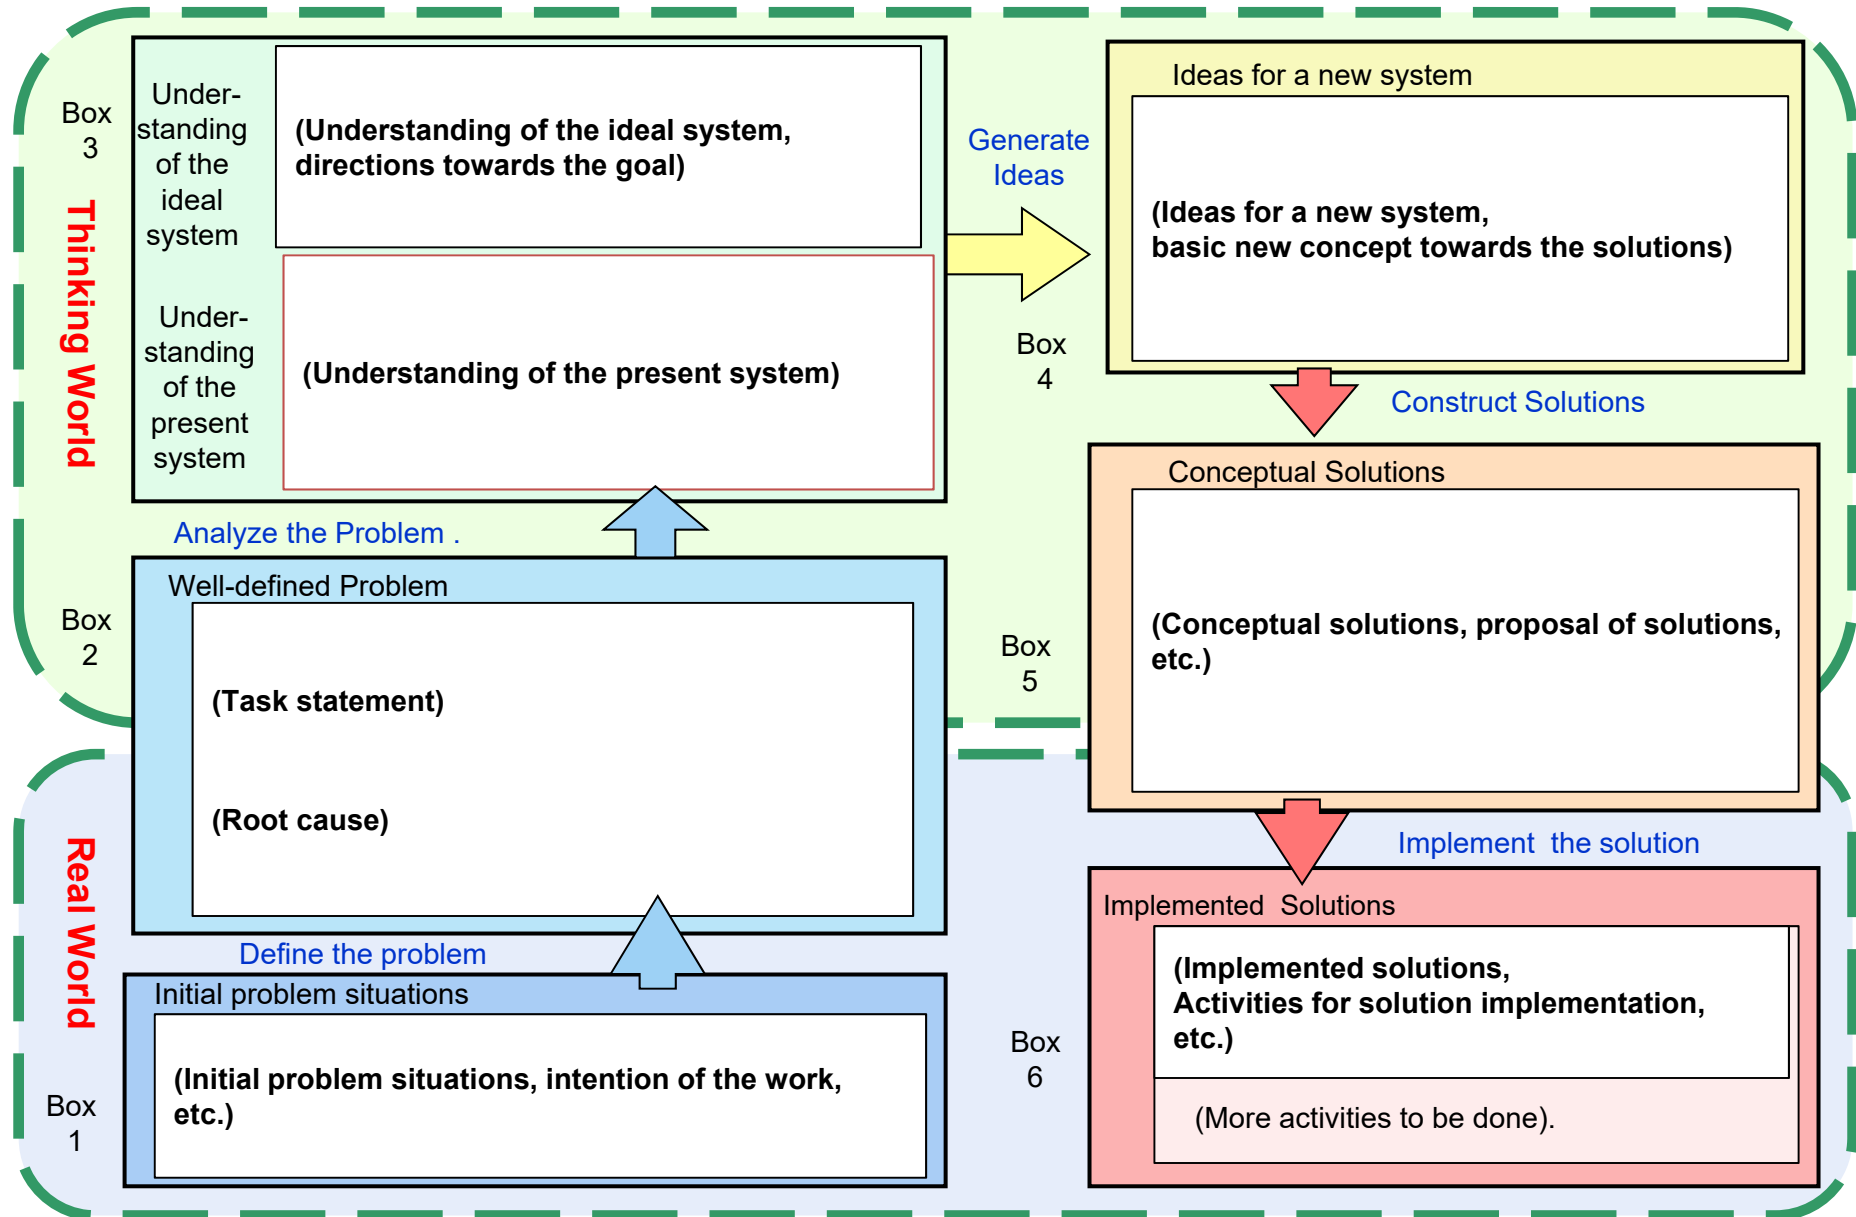 Box
3
Under-
standing
of the
ideal
system
(Understanding of the ideal system,
directions towards the goal)
Thinking World
Under-
standing
of the
present
system
(Understanding of the present system)
Generate
Ideas
Box
4
Ideas for a new system
(Ideas for a new system,
basic new concept towards the solutions)
Construct Solutions
Analyze the Problem .
Box
2
Well-defined Problem
(Task statement)
(Root cause)
Box
5
Conceptual Solutions
(Conceptual solutions, proposal of solutions,
etc.)
Real World
Define the problem
Box
1
Initial problem situations
(Initial problem situations, intention of the work,
etc.)
Implement  the solution
Box
6
Implemented  Solutions
(Implemented solutions,
Activities for solution implementation,
etc.)
(More activities to be done).